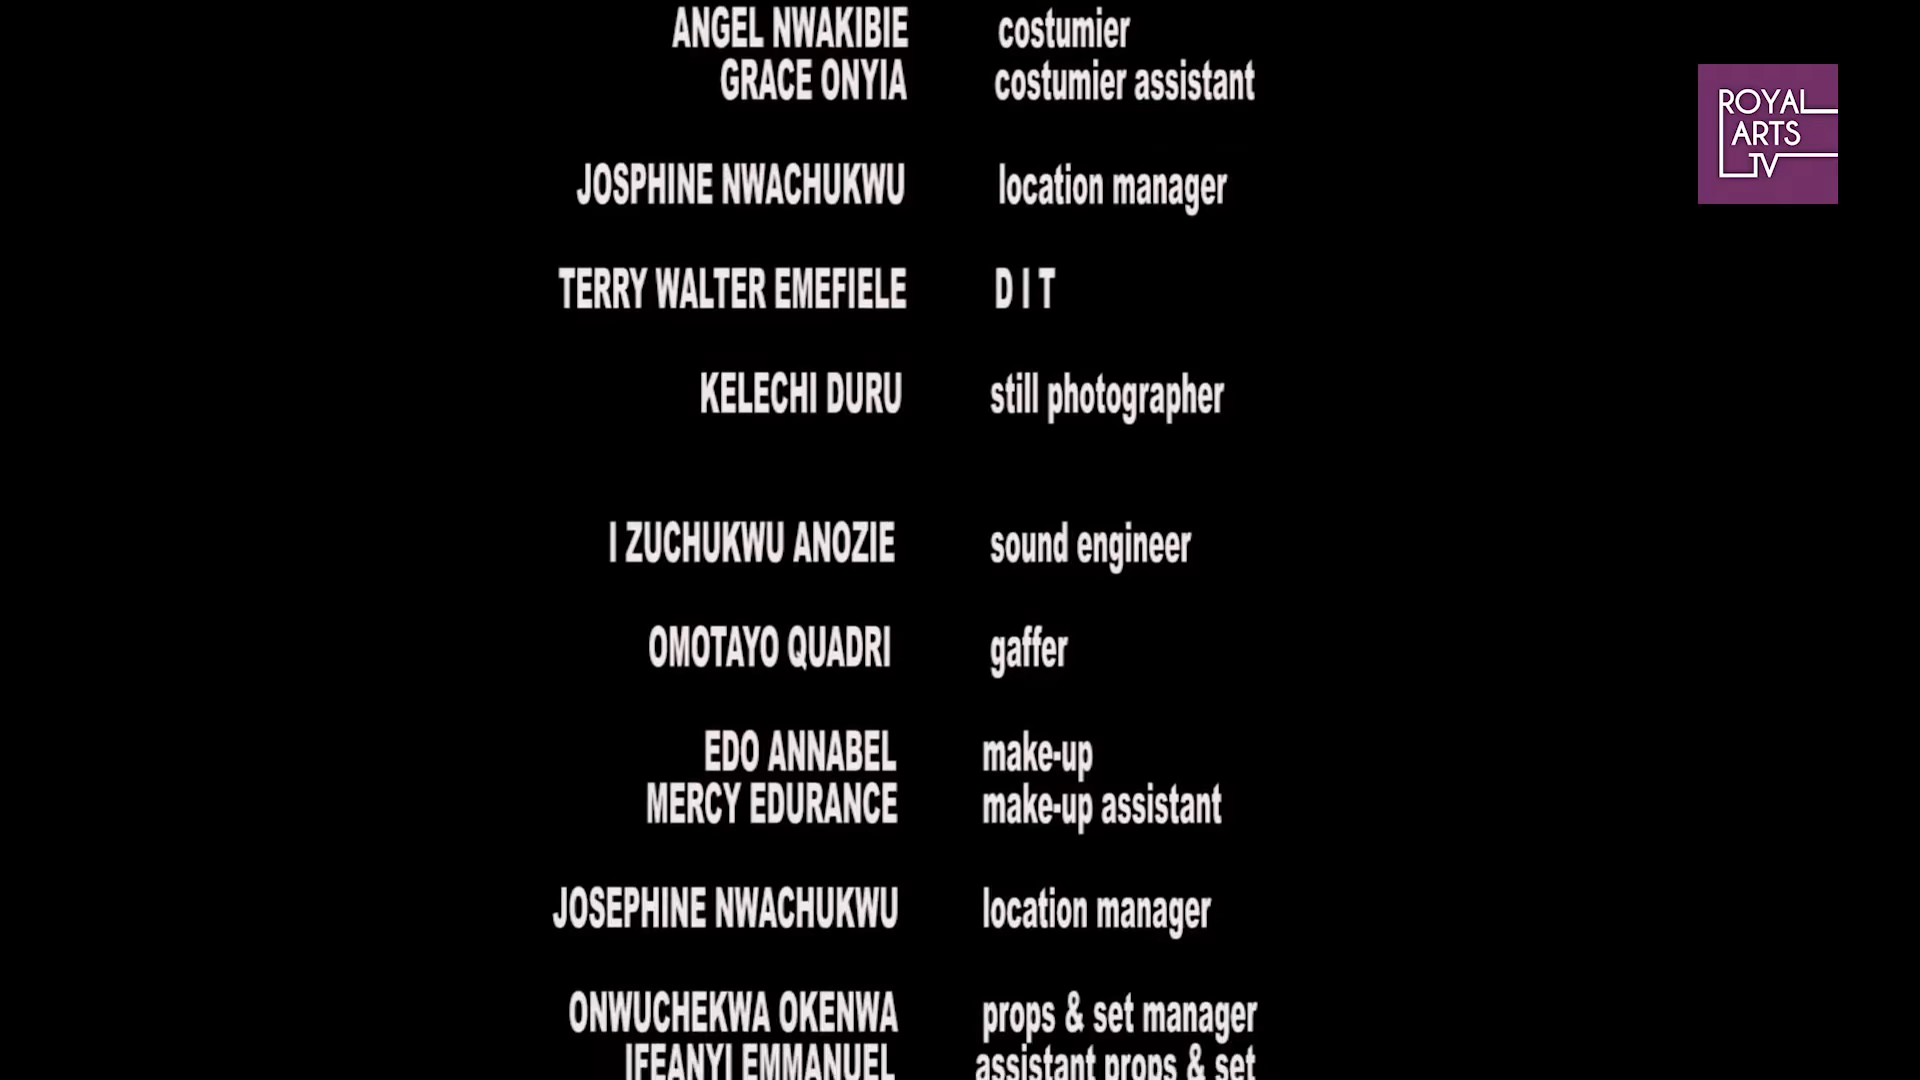 ANGEL NWAKIBIE costumier
GRACE ONYIA costumier assistant
ROYAL
ARTS
TV
JOSPHINE NWACHUKWU location manager
TERRY WALTER EMEFIELE D I T
KELECHI DURU still photographer
I ZUCHUKWU ANOZIE sound engineer
OMOTAYO QUADRI gaffer
EDO ANNABEL make-up
MERCY EDURANCE make-up assistant
JOSEPHINE NWACHUKWU location manager
ONWUCHEKWA OKENWA props & set manager
IFEANYI EMMANUEL assistant props & set